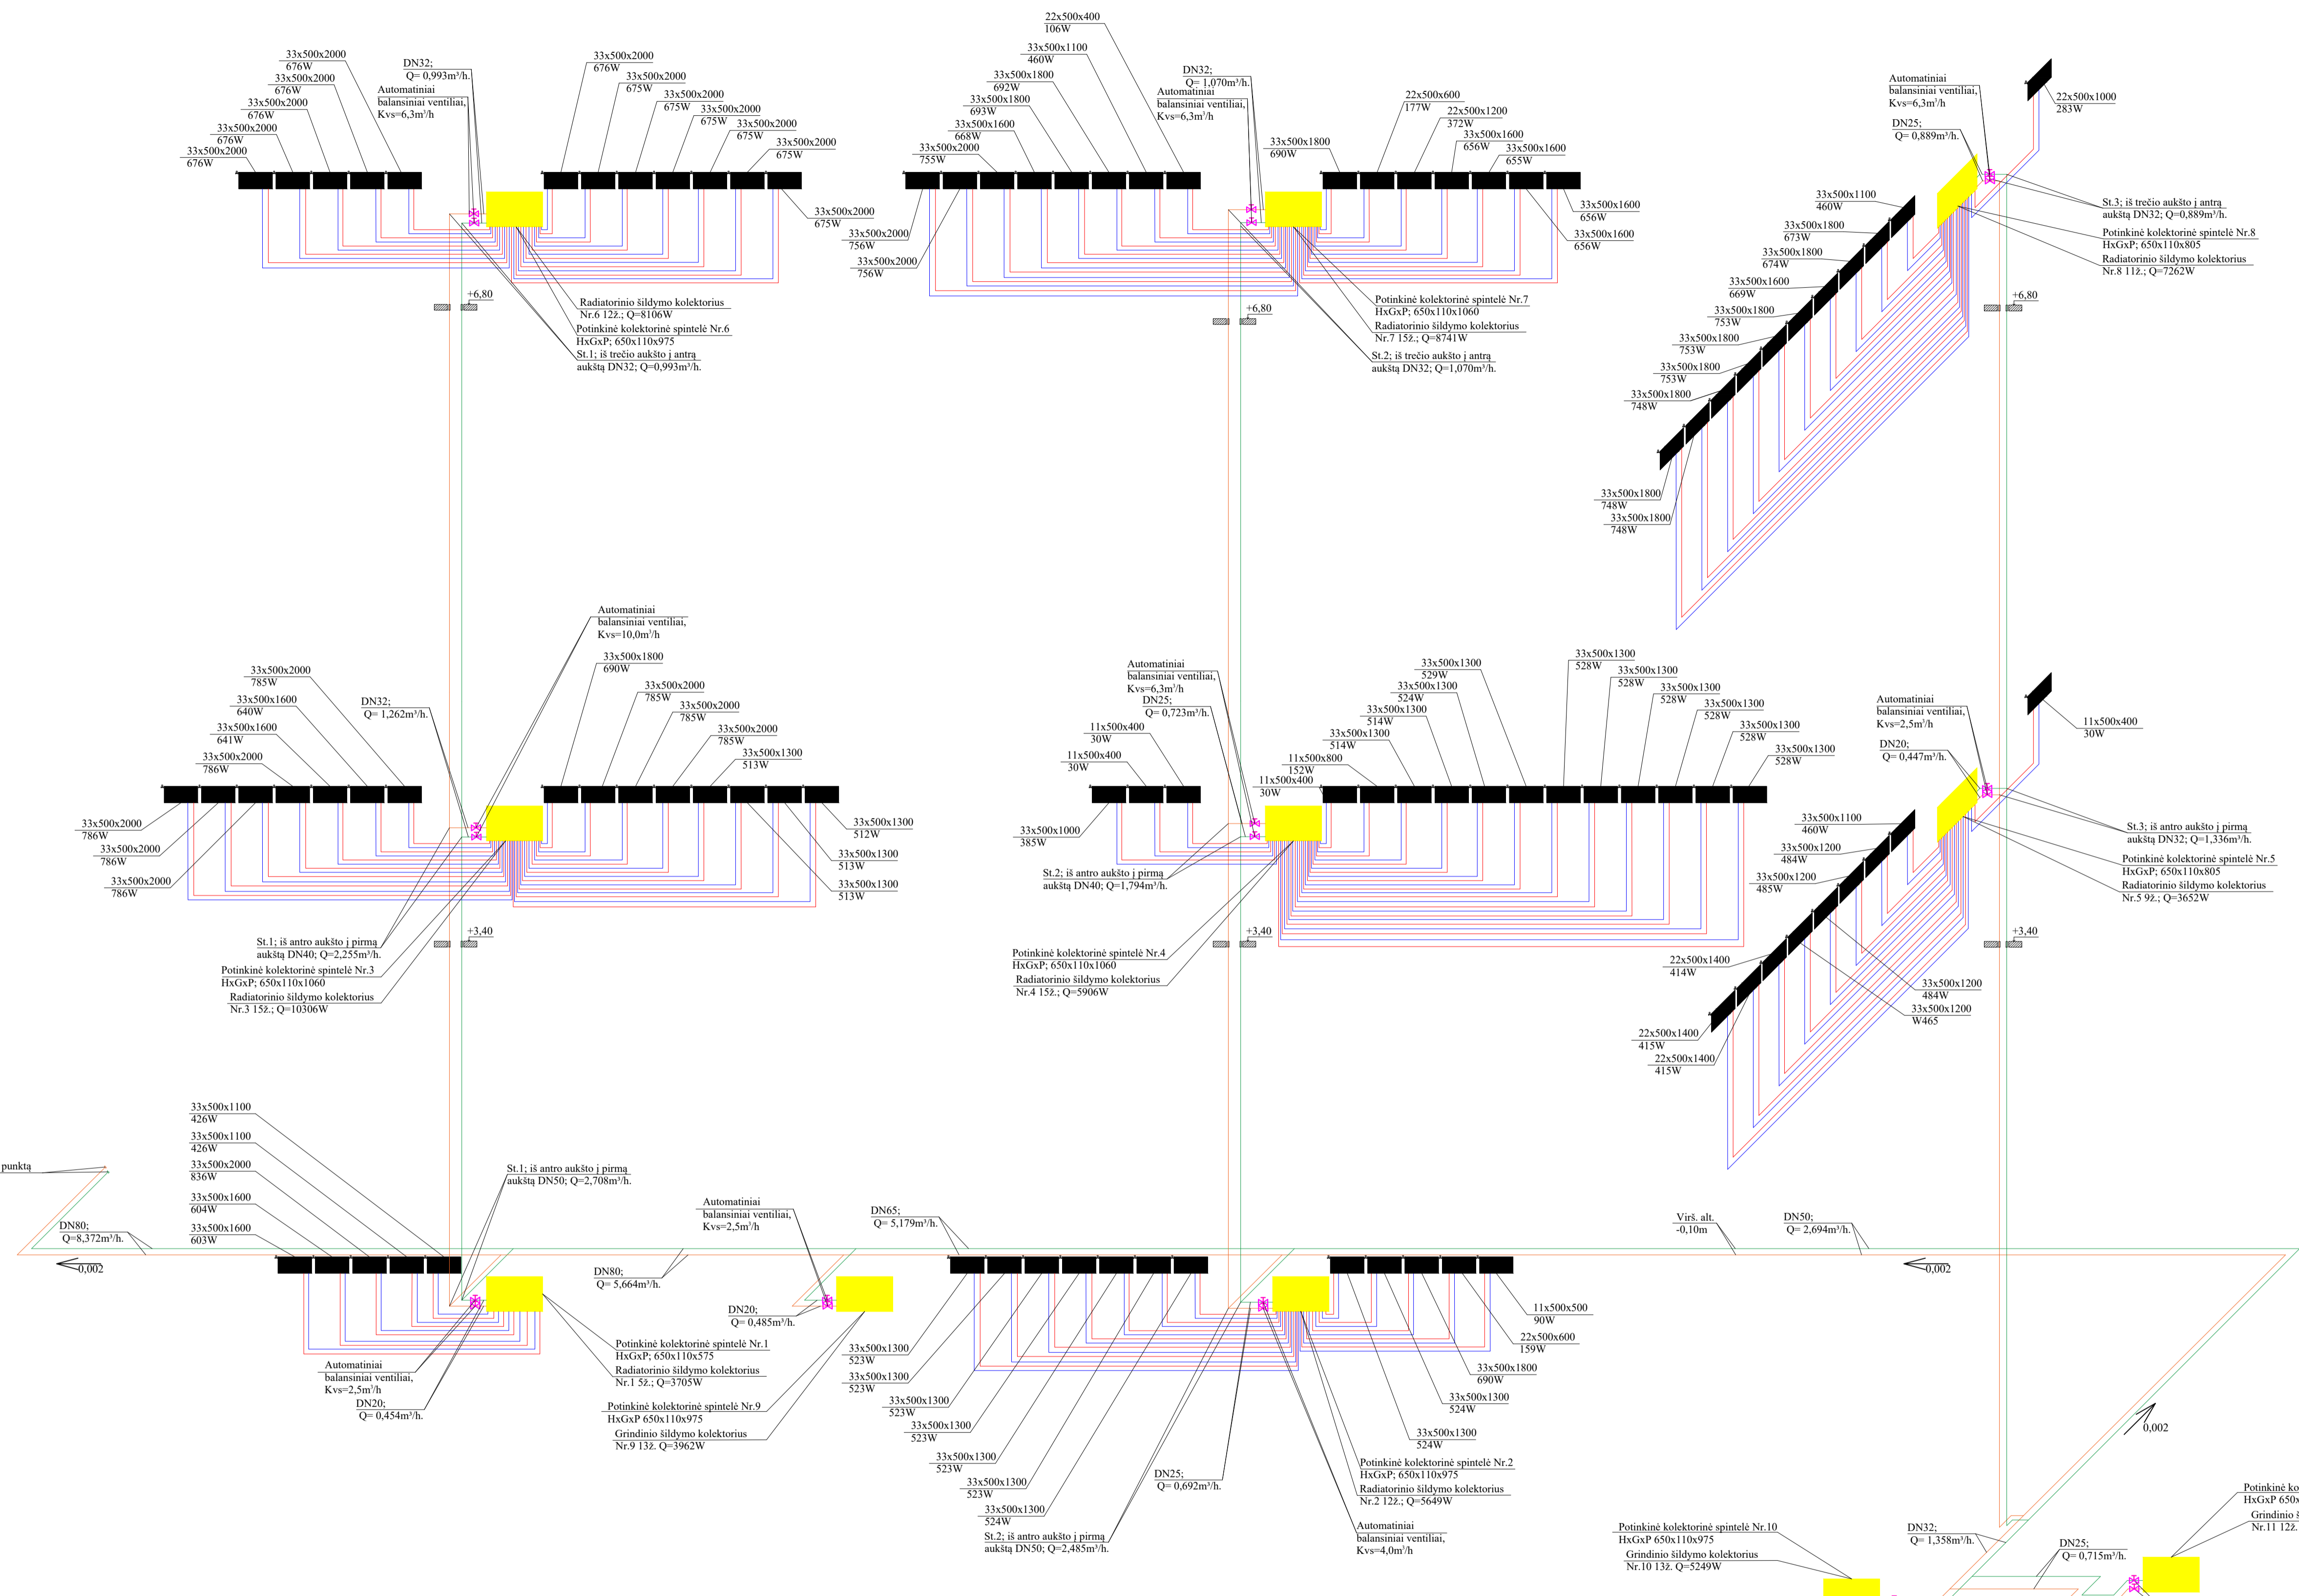 33x500x2000
676W
33x500x2000
676W
33x500x2000
676W
33x500x2000
676W
33x500x2000
676W
DN32;
Q= 0,993m³/h.
Automatiniai
balansiniai ventiliai,
Kvs=6,3m³/h
33x500x2000
676W
33x500x2000
675W
33x500x2000
675W
33x500x2000
675W
33x500x2000
675W
33x500x2000
675W
33x500x2000
675W
+6,80
Radiatorinio šildymo kolektorius
Nr.6 12ž.; Q=8106W
Potinkinė kolektorinė spintelė Nr.6
HxGxP; 650x110x975
St.1; iš trečio aukšto į antrą
aukštą DN32; Q=0,993m³/h.
22x500x400
106W
33x500x1100
460W
33x500x1800
692W
33x500x1800
693W
33x500x1600
668W
33x500x2000
755W
33x500x2000
756W
33x500x2000
756W
DN32;
Q= 1,070m³/h.
Automatiniai
balansiniai ventiliai,
Kvs=6,3m³/h
33x500x1800
690W
22x500x600
177W
22x500x1200
372W
33x500x1600
656W
33x500x1600
655W
33x500x1600
656W
33x500x1600
656W
+6,80
Potinkinė kolektorinė spintelė Nr.7
HxGxP; 650x110x1060
Radiatorinio šildymo kolektorius
Nr.7 15ž.; Q=8741W
St.2; iš trečio aukšto į antrą
aukštą DN32; Q=1,070m³/h.
Automatiniai
balansiniai ventiliai,
Kvs=6,3m³/h
DN25;
Q= 0,889m³/h.
22x500x1000
283W
33x500x1100
460W
33x500x1800
673W
33x500x1800
674W
33x500x1600
669W
33x500x1800
753W
33x500x1800
753W
33x500x1800
753W
33x500x1800
748W
33x500x1800
748W
33x500x1800
748W
St.3; iš trečio aukšto į antrą
aukštą DN32; Q=0,889m³/h.
Potinkinė kolektorinė spintelė Nr.8
HxGxP; 650x110x805
Radiatorinio šildymo kolektorius
Nr.8 11ž.; Q=7262W
+6,80
Automatiniai
balansiniai ventiliai,
Kvs=10,0m³/h
33x500x2000
785W
33x500x1600
640W
33x500x1600
641W
33x500x2000
786W
33x500x2000
786W
33x500x2000
786W
33x500x2000
786W
DN32;
Q= 1,262m³/h.
33x500x1800
690W
33x500x2000
785W
33x500x2000
785W
33x500x2000
785W
33x500x1300
513W
33x500x1300
512W
33x500x1300
513W
33x500x1300
513W
+3,40
St.1; iš antro aukšto į pirmą
aukštą DN40; Q=2,255m³/h.
Potinkinė kolektorinė spintelė Nr.3
HxGxP; 650x110x1060
Radiatorinio šildymo kolektorius
Nr.3 15ž.; Q=10306W
Automatiniai
balansiniai ventiliai,
Kvs=6,3m³/h
DN25;
Q= 0,723m³/h.
11x500x400
30W
11x500x400
30W
33x500x1000
385W
33x500x1300
529W
33x500x1300
524W
33x500x1300
514W
33x500x1300
514W
11x500x800
152W
11x500x400
30W
33x500x1300
528W
33x500x1300
528W
33x500x1300
528W
33x500x1300
528W
33x500x1300
528W
33x500x1300
528W
St.2; iš antro aukšto į pirmą
aukštą DN40; Q=1,794m³/h.
+3,40
Potinkinė kolektorinė spintelė Nr.4
HxGxP; 650x110x1060
Radiatorinio šildymo kolektorius
Nr.4 15ž.; Q=5906W
Automatiniai
balansiniai ventiliai,
Kvs=2,5m³/h
DN20;
Q= 0,447m³/h.
11x500x400
30W
33x500x1100
460W
33x500x1200
484W
33x500x1200
485W
22x500x1400
414W
22x500x1400
415W
22x500x1400
415W
33x500x1200
484W
33x500x1200
W465
St.3; iš antro aukšto į pirmą
aukštą DN32; Q=1,336m³/h.
Potinkinė kolektorinė spintelė Nr.5
HxGxP; 650x110x805
Radiatorinio šildymo kolektorius
Nr.5 9ž.; Q=3652W
+3,40
punktą
DN80;
Q=8,372m³/h.
0,002
33x500x1100
426W
33x500x1100
426W
33x500x2000
836W
33x500x1600
604W
33x500x1600
603W
St.1; iš antro aukšto į pirmą
aukštą DN50; Q=2,708m³/h.
Automatiniai
balansiniai ventiliai,
Kvs=2,5m³/h
DN20;
Q= 0,454m³/h.
Potinkinė kolektorinė spintelė Nr.1
HxGxP; 650x110x575
Radiatorinio šildymo kolektorius
Nr.1 5ž.; Q=3705W
Potinkinė kolektorinė spintelė Nr.9
HxGxP 650x110x975
Grindinio šildymo kolektorius
Nr.9 13ž. Q=3962W
DN80;
Q= 5,664m³/h.
Automatiniai
balansiniai ventiliai,
Kvs=2,5m³/h
DN20;
Q= 0,485m³/h.
DN65;
Q= 5,179m³/h.
33x500x1300
523W
33x500x1300
523W
33x500x1300
523W
33x500x1300
523W
33x500x1300
523W
33x500x1300
523W
33x500x1300
524W
St.2; iš antro aukšto į pirmą
aukštą DN50; Q=2,485m³/h.
DN25;
Q= 0,692m³/h.
11x500x500
90W
22x500x600
159W
33x500x1800
690W
33x500x1300
524W
33x500x1300
524W
Potinkinė kolektorinė spintelė Nr.2
HxGxP; 650x110x975
Radiatorinio šildymo kolektorius
Nr.2 12ž.; Q=5649W
Automatiniai
balansiniai ventiliai,
Kvs=4,0m³/h
Virš. alt.
-0,10m
DN50;
Q= 2,694m³/h.
0,002
0,002
Potinkinė kolektorinė spintelė Nr.10
HxGxP 650x110x975
Grindinio šildymo kolektorius
Nr.10 13ž. Q=5249W
DN32;
Q= 1,358m³/h.
DN25;
Q= 0,715m³/h.
Potinkinė ko
HxGxP 650x
Grindinio š
Nr.11 12ž.